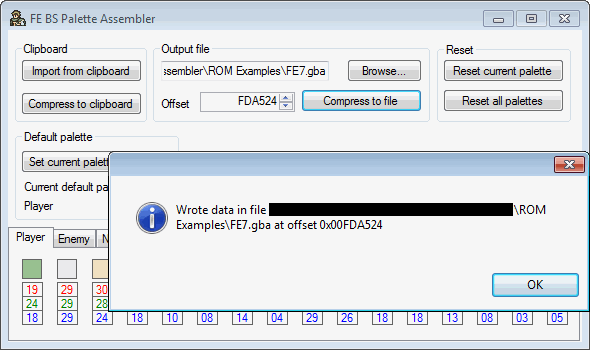 FE BS Palette Assembler
Clipboard
Output file
Reset
Import from clipboard
ssembler\ROM Examples\FE7.gba
Browse...
Reset current palette
Compress to clipboard
Offset
FDA524
Compress to file
Reset all palettes
Default palette
Set current palett
Current default pa
Player
Wrote data in file \ROM
Examples\FE7.gba at offset 0x00FDA524
OK
Player Enemy N
19 29 30
24 29 28
18 29 24 18 18 10 08 14 04 29 26 18 18 08 03 05